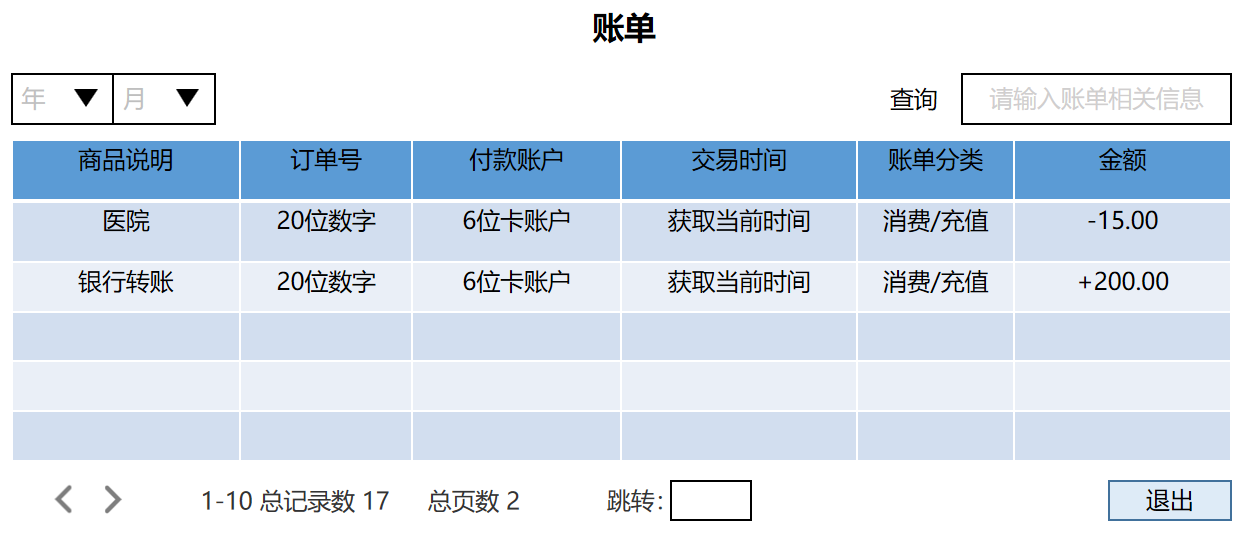 账单
年 月 查询 请输入账单相关信息
商品说明 订单号 付款账户 交易时间 账单分类 金额
医院 20位数字 6位卡账户 获取当前时间 消费/充值 -15.00
银行转账 20位数字 6位卡账户 获取当前时间 消费/充值 +200.00
1-10 总记录数 17 总页数 2 跳转: 退出